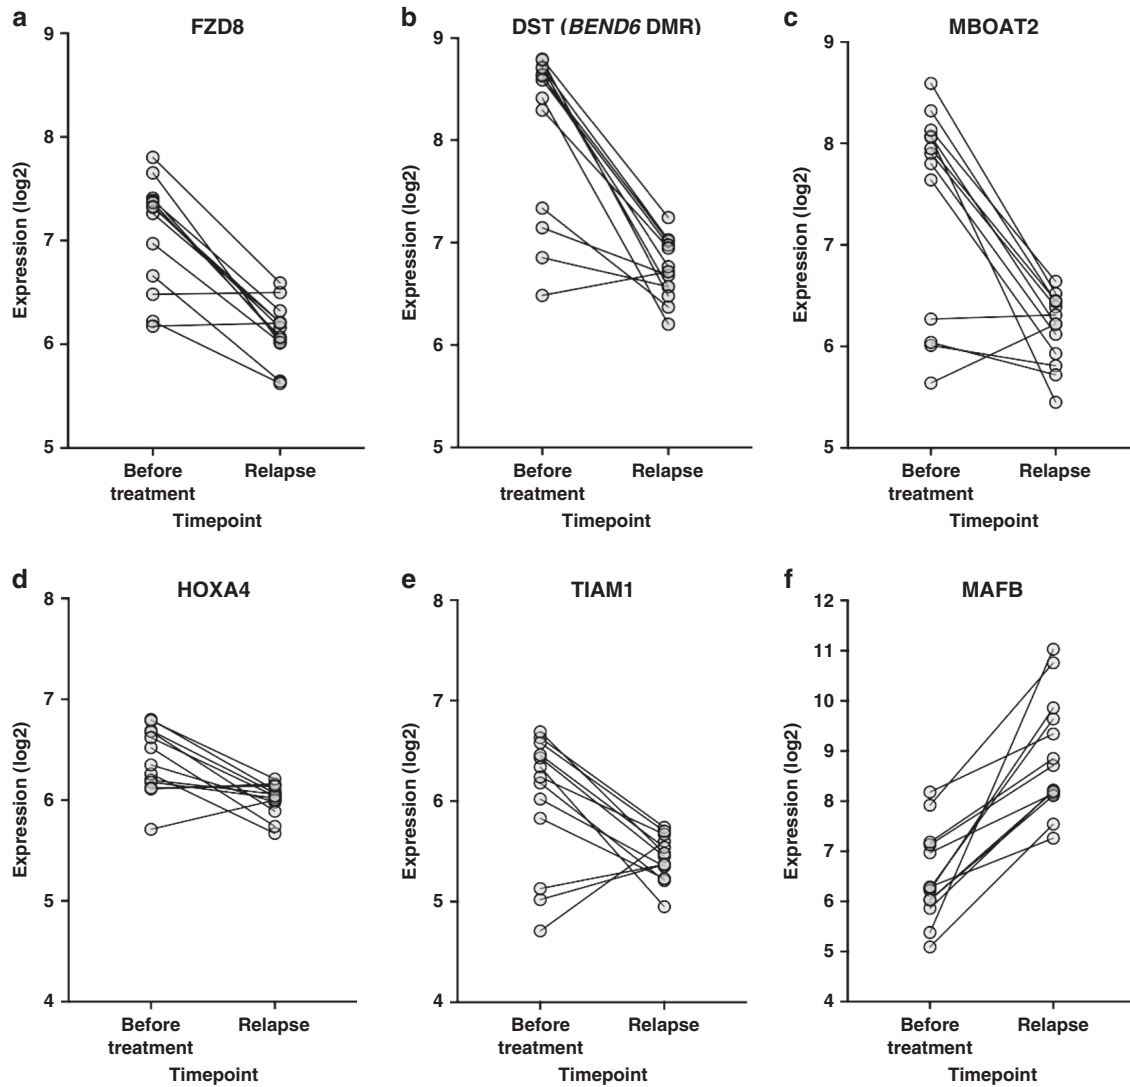 a
FZD8
9
8
7
6
5
Expression (log2)
Before
treatment
Relapse
Timepoint
b
DST (BEND6 DMR)
9
8
7
6
5
Expression (log2)
Before
treatment
Relapse
Timepoint
c
MBOAT2
9
8
7
6
5
Expression (log2)
Before
treatment
Relapse
Timepoint
d
HOXA4
8
7
6
5
4
Expression (log2)
Before
treatment
Relapse
Timepoint
e
TIAM1
8
7
6
5
4
Expression (log2)
Before
treatment
Relapse
Timepoint
f
MAFB
12
11
10
9
8
7
6
5
4
Expression (log2)
Before
treatment
Relapse
Timepoint